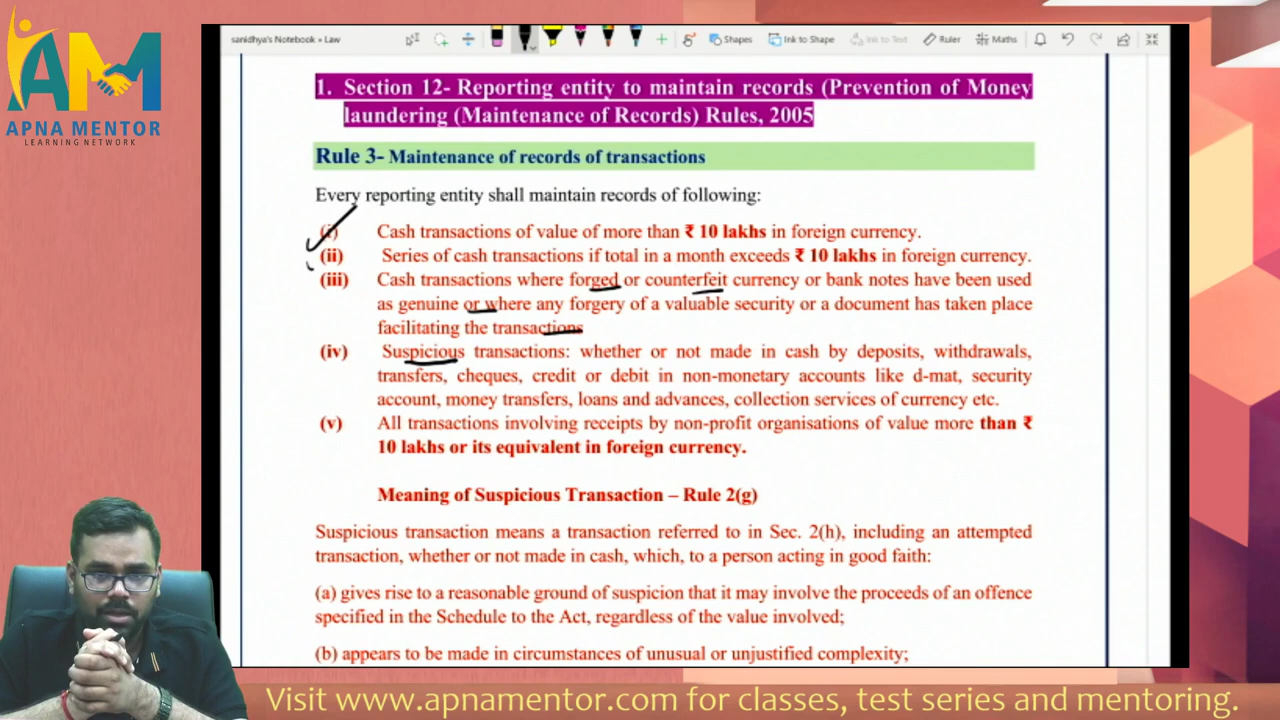 AM
APNA MENTOR
LEARNING NETWORK
sanidhya's Notebook » Law
Shapes
Ink to Shape
Ink to Text
Ruler
Maths
1. Section 12- Reporting entity to maintain records (Prevention of Money
laundering (Maintenance of Records) Rules, 2005
Rule 3- Maintenance of records of transactions
Every reporting entity shall maintain records of following:
(i) Cash transactions of value of more than ₹ 10 lakhs in foreign currency.
(ii) Series of cash transactions if total in a month exceeds ₹ 10 lakhs in foreign currency.
(iii) Cash transactions where forged or counterfeit currency or bank notes have been used
as genuine or where any forgery of a valuable security or a document has taken place
facilitating the transactions
(iv) Suspicious transactions: whether or not made in cash by deposits, withdrawals,
transfers, cheques, credit or debit in non-monetary accounts like d-mat, security
account, money transfers, loans and advances, collection services of currency etc.
(v) All transactions involving receipts by non-profit organisations of value more than ₹
10 lakhs or its equivalent in foreign currency.
Meaning of Suspicious Transaction – Rule 2(g)
Suspicious transaction means a transaction referred to in Sec. 2(h), including an attempted
transaction, whether or not made in cash, which, to a person acting in good faith:
(a) gives rise to a reasonable ground of suspicion that it may involve the proceeds of an offence
specified in the Schedule to the Act, regardless of the value involved;
(b) appears to be made in circumstances of unusual or unjustified complexity;
Visit www.apnamentor.com for classes, test series and mentoring.